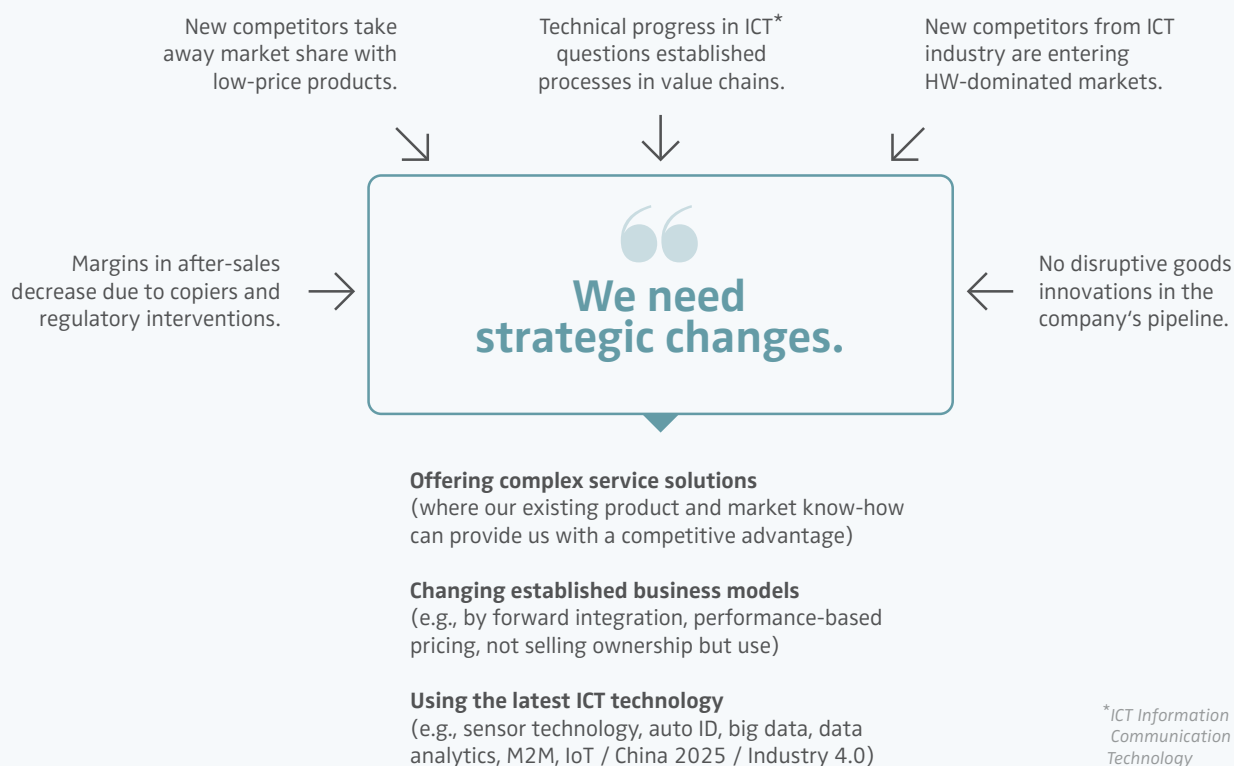 New competitors take
away market share with
low-price products.
Technical progress in ICT*
questions established
processes in value chains.
New competitors from ICT
industry are entering
HW-dominated markets.
Margins in after-sales
decrease due to copiers and
regulatory interventions.
“
We need
strategic changes.
No disruptive goods
innovations in the
company‘s pipeline.
Offering complex service solutions
(where our existing product and market know-how
can provide us with a competitive advantage)
Changing established business models
(e.g., by forward integration, performance-based
pricing, not selling ownership but use)
Using the latest ICT technology
(e.g., sensor technology, auto ID, big data, data
analytics, M2M, IoT / China 2025 / Industry 4.0)
*ICT Information
Communication
Technology